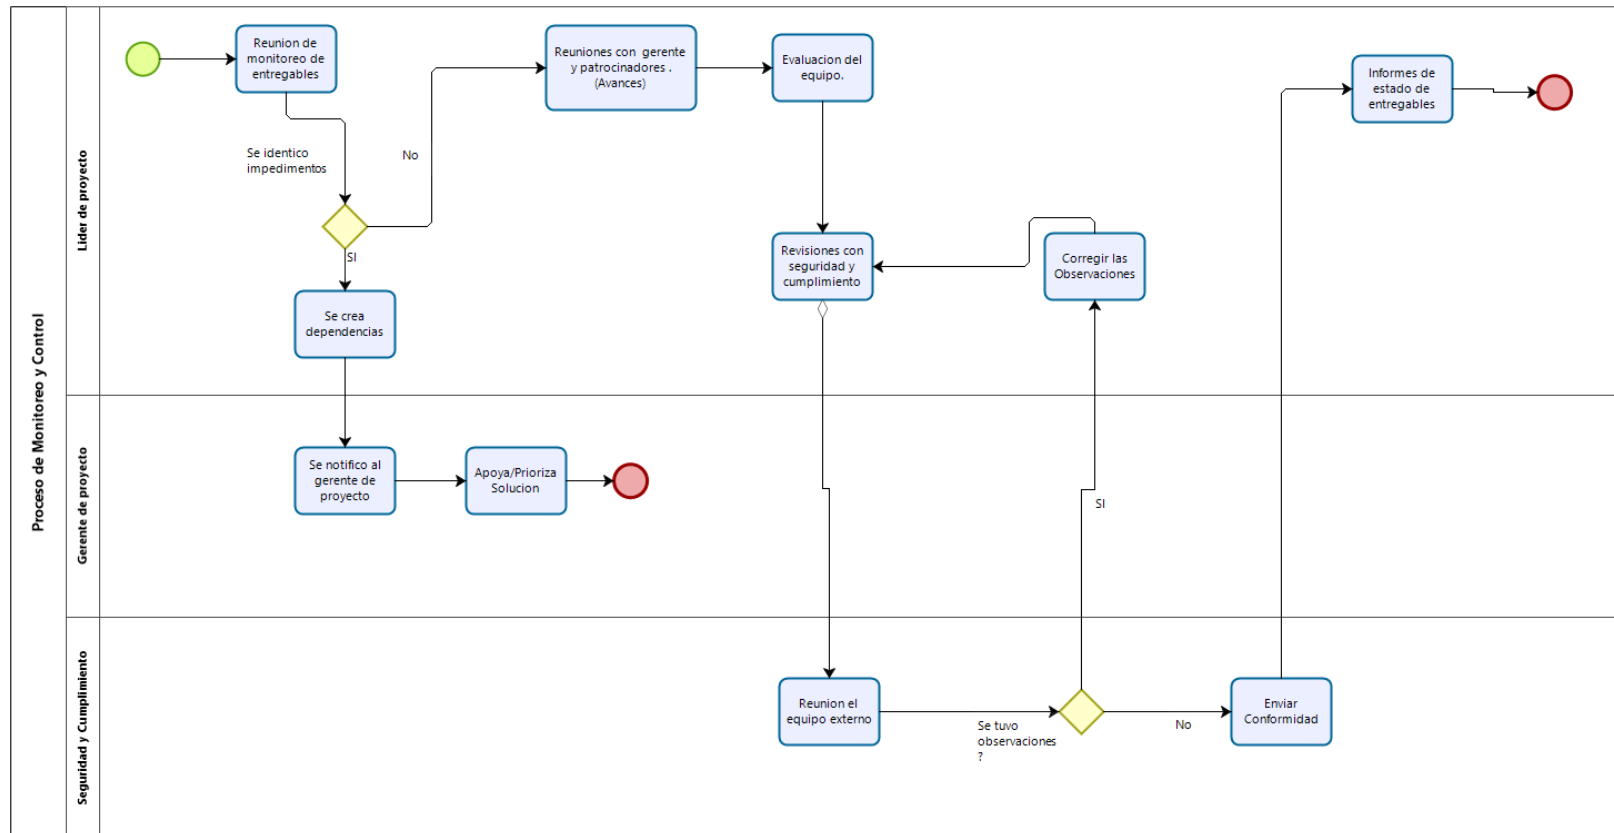 Proceso de Monitoreo y Control
Lider de proyecto
Reunion de
monitoreo de
entregables
Se identico
impedimentos
No
SI
Se crea
dependencias
Reuniones con gerente
y patrocinadores .
(Avances)
Evaluacion del
equipo.
Revisiones con
seguridad y
cumplimiento
Corregir las
Observaciones
Informes de
estado de
entregables
Gerente de proyecto
Se notifico al
gerente de
proyecto
Apoya/Prioriza
Solucion
SI
Seguridad y Cumplimiento
Reunion el
equipo externo
Se tuvo
observaciones
?
No
Enviar
Conformidad